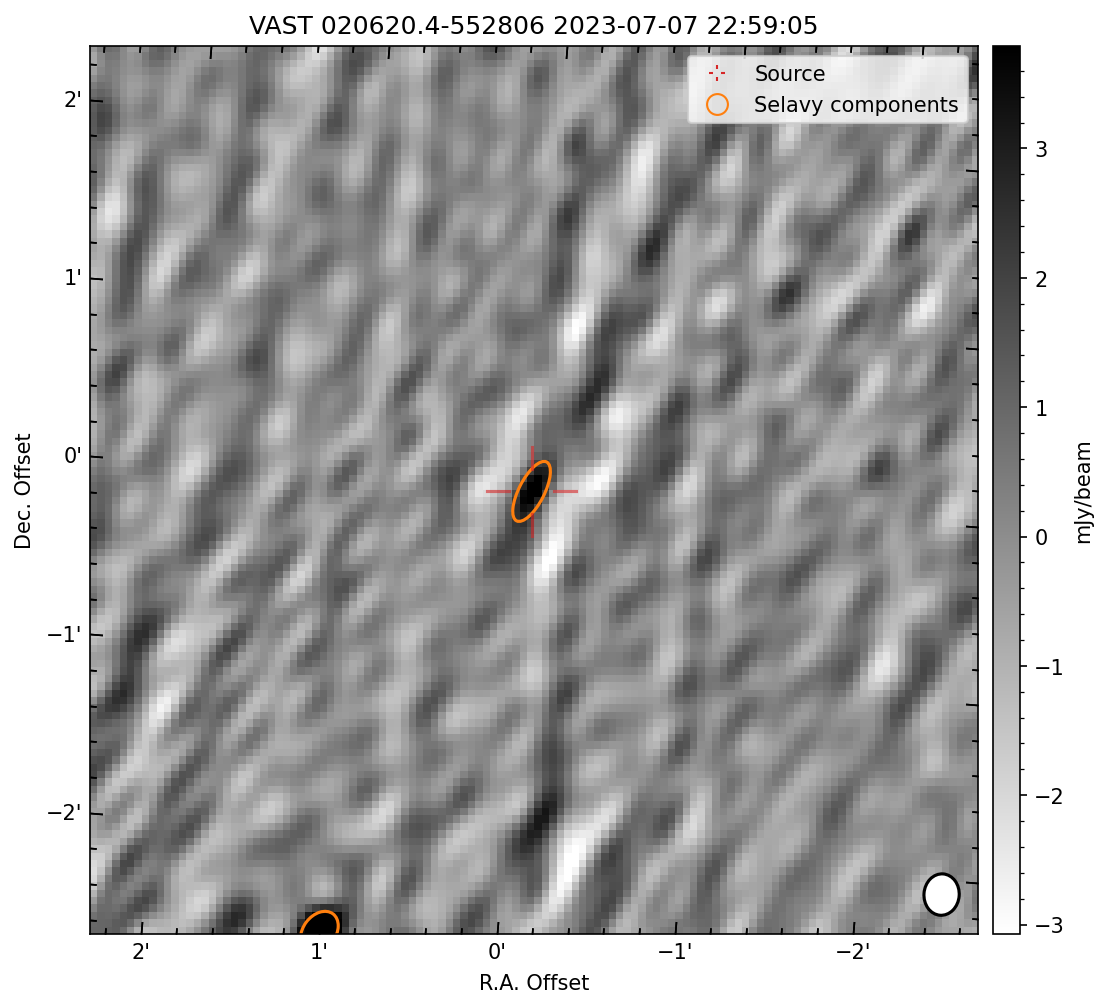 VAST 020620.4-552806 2023-07-07 22:59:05
Source
Selavy components
2'
1'
0'
−1'
−2'
Dec. Offset
2'
1'
0'
−1'
−2'
R.A. Offset
3
2
1
0
−1
−2
−3
mJy/beam